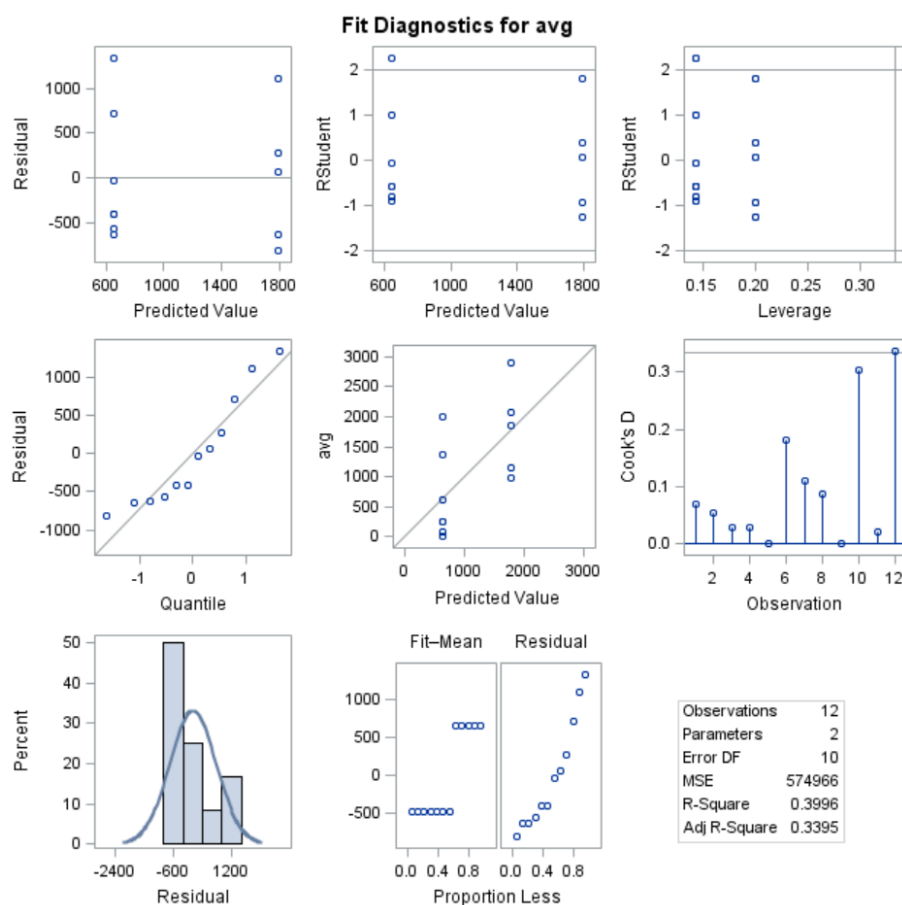 Fit Diagnostics for avg
Residual
1000
500
0
-500
600 1000 1400 1800
Predicted Value
RStudent
2
1
0
-1
-2
600 1000 1400 1800
Predicted Value
RStudent
2
1
0
-1
-2
0.15 0.20 0.25 0.30
Leverage
Residual
1000
500
0
-500
-1000
-1 0 1
Quantile
avg
3000
2500
2000
1500
1000
500
0
0 1000 2000 3000
Predicted Value
Cook's D
0.3
0.2
0.1
0.0
2 4 6 8 10 12
Observation
Percent
50
40
30
20
10
0
-2400 -600 1200
Residual
Fit–Mean Residual
1000
500
0
-500
0.0 0.4 0.8 0.0 0.4 0.8
Proportion Less
Observations 12
Parameters 2
Error DF 10
MSE 574966
R-Square 0.3996
Adj R-Square 0.3395